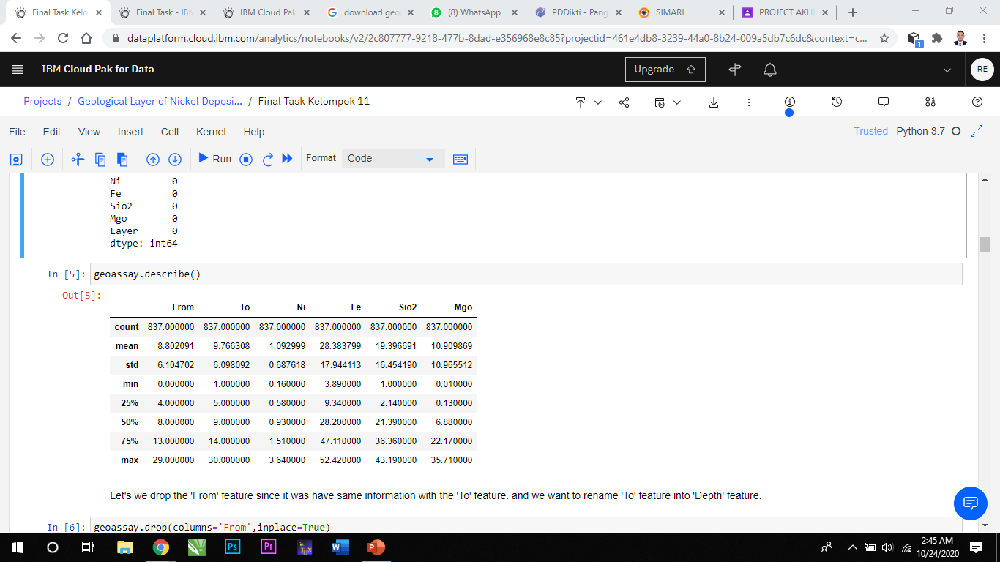 Final Task Kelo
Final Task - IBM
IBM Cloud Pak
download geo
(8) WhatsApp
PDDikti - Pang
SIMARI
PROJECT AKHI
dataplatform.cloud.ibm.com/analytics/notebooks/v2/2c807777-9218-477b-8dad-e356968e8c85?projectid=461e4db8-3239-44a0-8b24-009a5db7c6dc&context=c...
1
IBM Cloud Pak for Data
Upgrade
-
RE
Projects / Geological Layer of Nickel Deposi... / Final Task Kelompok 11
File Edit View Insert Cell Kernel Help
Trusted | Python 3.7
Run
Format
Code
Ni 0
Fe 0
Sio2 0
Mgo 0
Layer 0
dtype: int64
In [5]: geoassay.describe()
Out[5]:
From To Ni Fe Sio2 Mgo
count 837.000000 837.000000 837.000000 837.000000 837.000000 837.000000
mean 8.802091 9.766308 1.092999 28.383799 19.396691 10.909869
std 6.104702 6.098092 0.687618 17.944113 16.454190 10.965512
min 0.000000 1.000000 0.160000 3.890000 1.000000 0.010000
25% 4.000000 5.000000 0.580000 9.340000 2.140000 0.130000
50% 8.000000 9.000000 0.930000 28.200000 21.390000 6.880000
75% 13.000000 14.000000 1.510000 47.110000 36.360000 22.170000
max 29.000000 30.000000 3.640000 52.420000 43.190000 35.710000
Let's we drop the 'From' feature since it was have same information with the 'To' feature. and we want to rename 'To' feature into 'Depth' feature.
In [6]: geoassay.drop(columns='From',inplace=True)
2:45 AM
10/24/2020